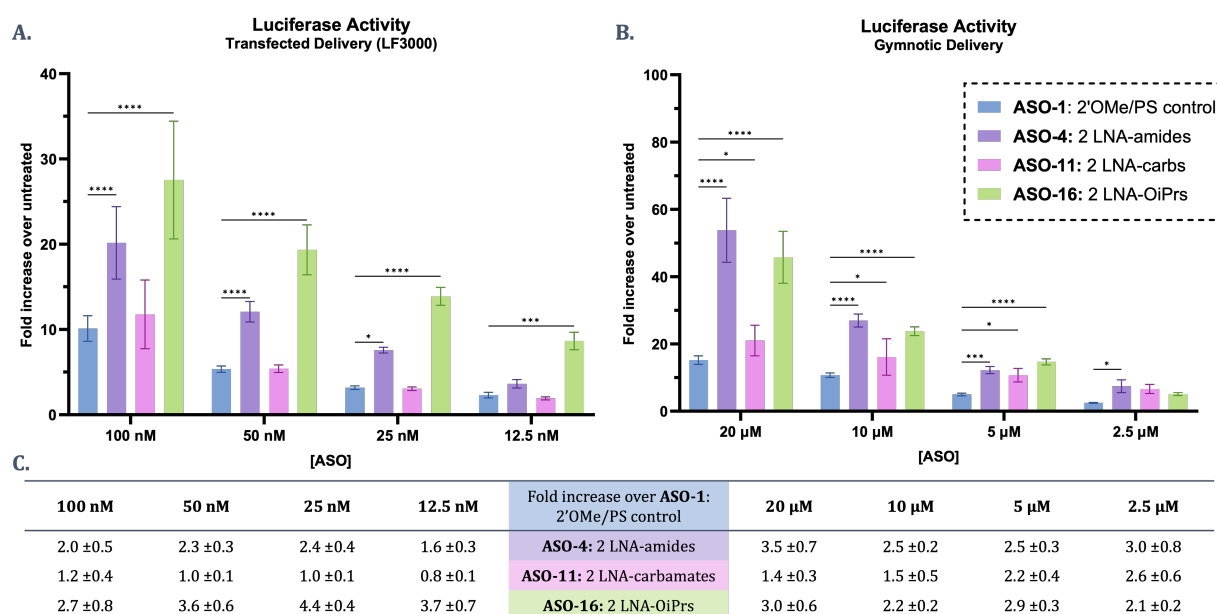 A.
Luciferase Activity
Transfected Delivery (LF3000)
Fold increase over untreated
40
30
20
10
0
****
****
****
****
****
*
***
100 nM
50 nM
25 nM
12.5 nM
[ASO]
B.
Luciferase Activity
Gymnotic Delivery
Fold increase over untreated
100
80
60
40
20
0
****
*
****
****
*
****
****
*
***
*
20 µM
10 µM
5 µM
2.5 µM
[ASO]
ASO-1: 2'OMe/PS control
ASO-4: 2 LNA-amides
ASO-11: 2 LNA-carbs
ASO-16: 2 LNA-OiPrs
C.
100 nM 50 nM 25 nM 12.5 nM Fold increase over ASO-1: 20 µM 10 µM 5 µM 2.5 µM
2'OMe/PS control
2.0 ±0.5 2.3 ±0.3 2.4 ±0.4 1.6 ±0.3 ASO-4: 2 LNA-amides 3.5 ±0.7 2.5 ±0.2 2.5 ±0.3 3.0 ±0.8
1.2 ±0.4 1.0 ±0.1 1.0 ±0.1 0.8 ±0.1 ASO-11: 2 LNA-carbamates 1.4 ±0.3 1.5 ±0.5 2.2 ±0.4 2.6 ±0.6
2.7 ±0.8 3.6 ±0.6 4.4 ±0.4 3.7 ±0.7 ASO-16: 2 LNA-OiPrs 3.0 ±0.6 2.2 ±0.2 2.9 ±0.3 2.1 ±0.2